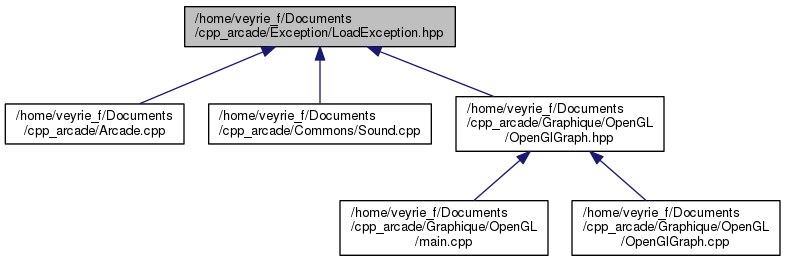 /home/veyrie_f/Documents
/cpp_arcade/Exception/LoadException.hpp
/home/veyrie_f/Documents
/cpp_arcade/Arcade.cpp
/home/veyrie_f/Documents
/cpp_arcade/Commons/Sound.cpp
/home/veyrie_f/Documents
/cpp_arcade/Graphique/OpenGL
/OpenGlGraph.hpp
/home/veyrie_f/Documents
/cpp_arcade/Graphique/OpenGL
/main.cpp
/home/veyrie_f/Documents
/cpp_arcade/Graphique/OpenGL
/OpenGlGraph.cpp